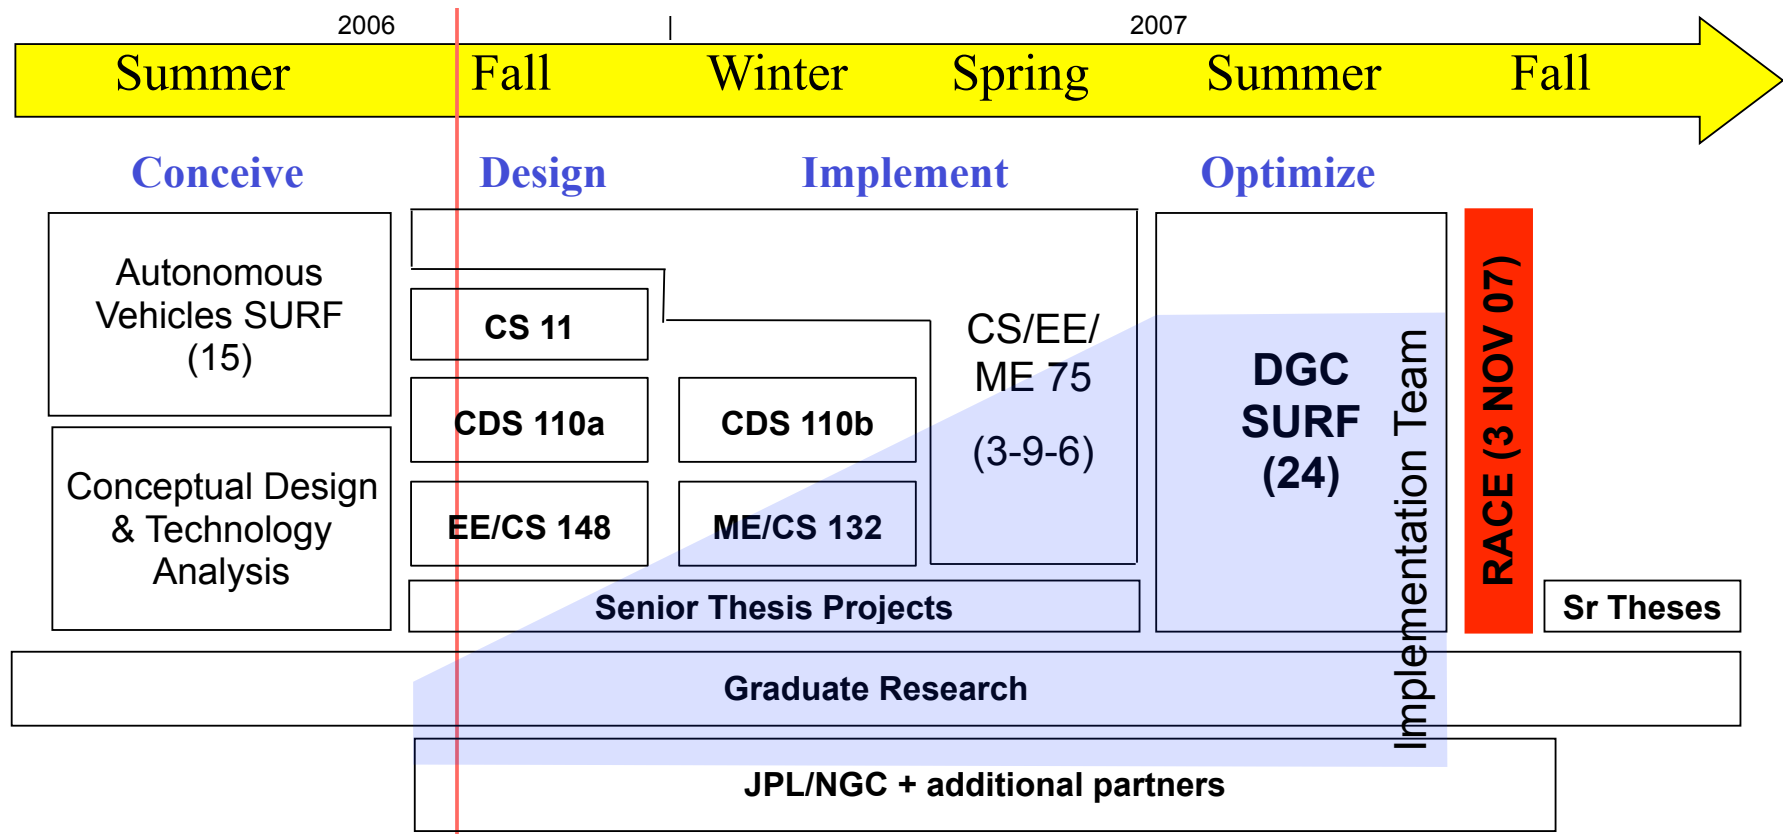 2006 | 2007
Summer Fall Winter Spring Summer Fall
Conceive Design Implement Optimize
Autonomous
Vehicles SURF
(15)
Conceptual Design
& Technology
Analysis
CS 11
CDS 110a
EE/CS 148
CDS 110b
ME/CS 132
CS/EE/
ME 75
(3-9-6)
Senior Thesis Projects
DGC
SURF
(24)
Implementation Team
RACE (3 NOV 07)
Sr Theses
Graduate Research
JPL/NGC + additional partners